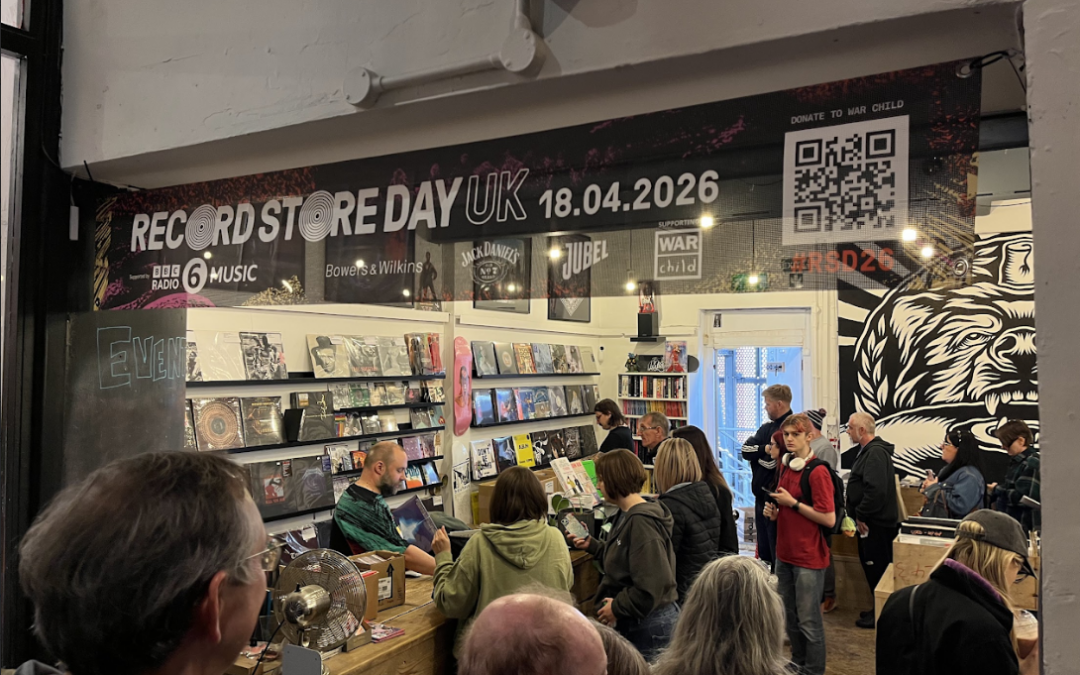 DONATE TO WAR CHILD
RECORD STORE DAY UK 18.04.2026
SUPPORTING
WAR
child
JACK DANIEL'S
JUBEL
Supported by
BBC
RADIO 6 MUSIC
Bowers & Wilkins
#RSD26
EVENT